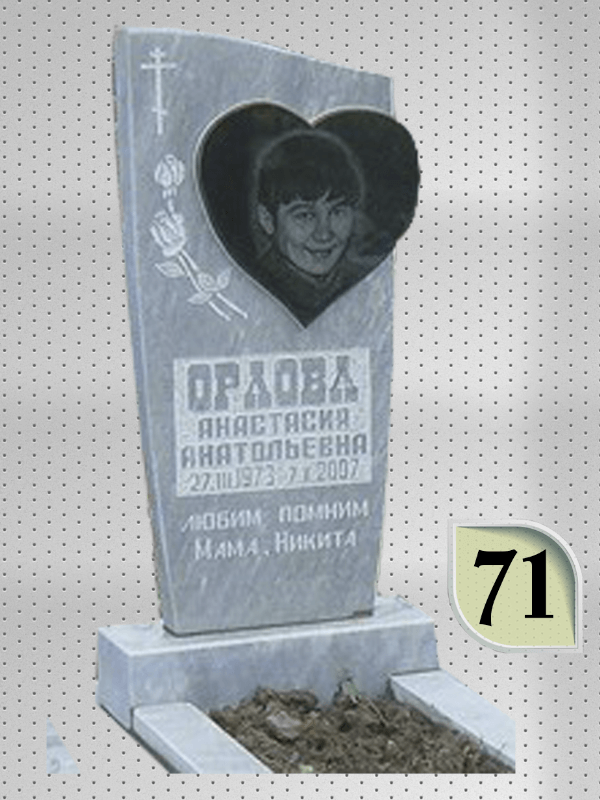 ОРЛОВА
АНАСТАСИЯ
АНАТОЛЬЕВНА
27.III.1973-7.X.2007
ЛЮБИМ, ПОМНИМ
МАМА, НИКИТА
71